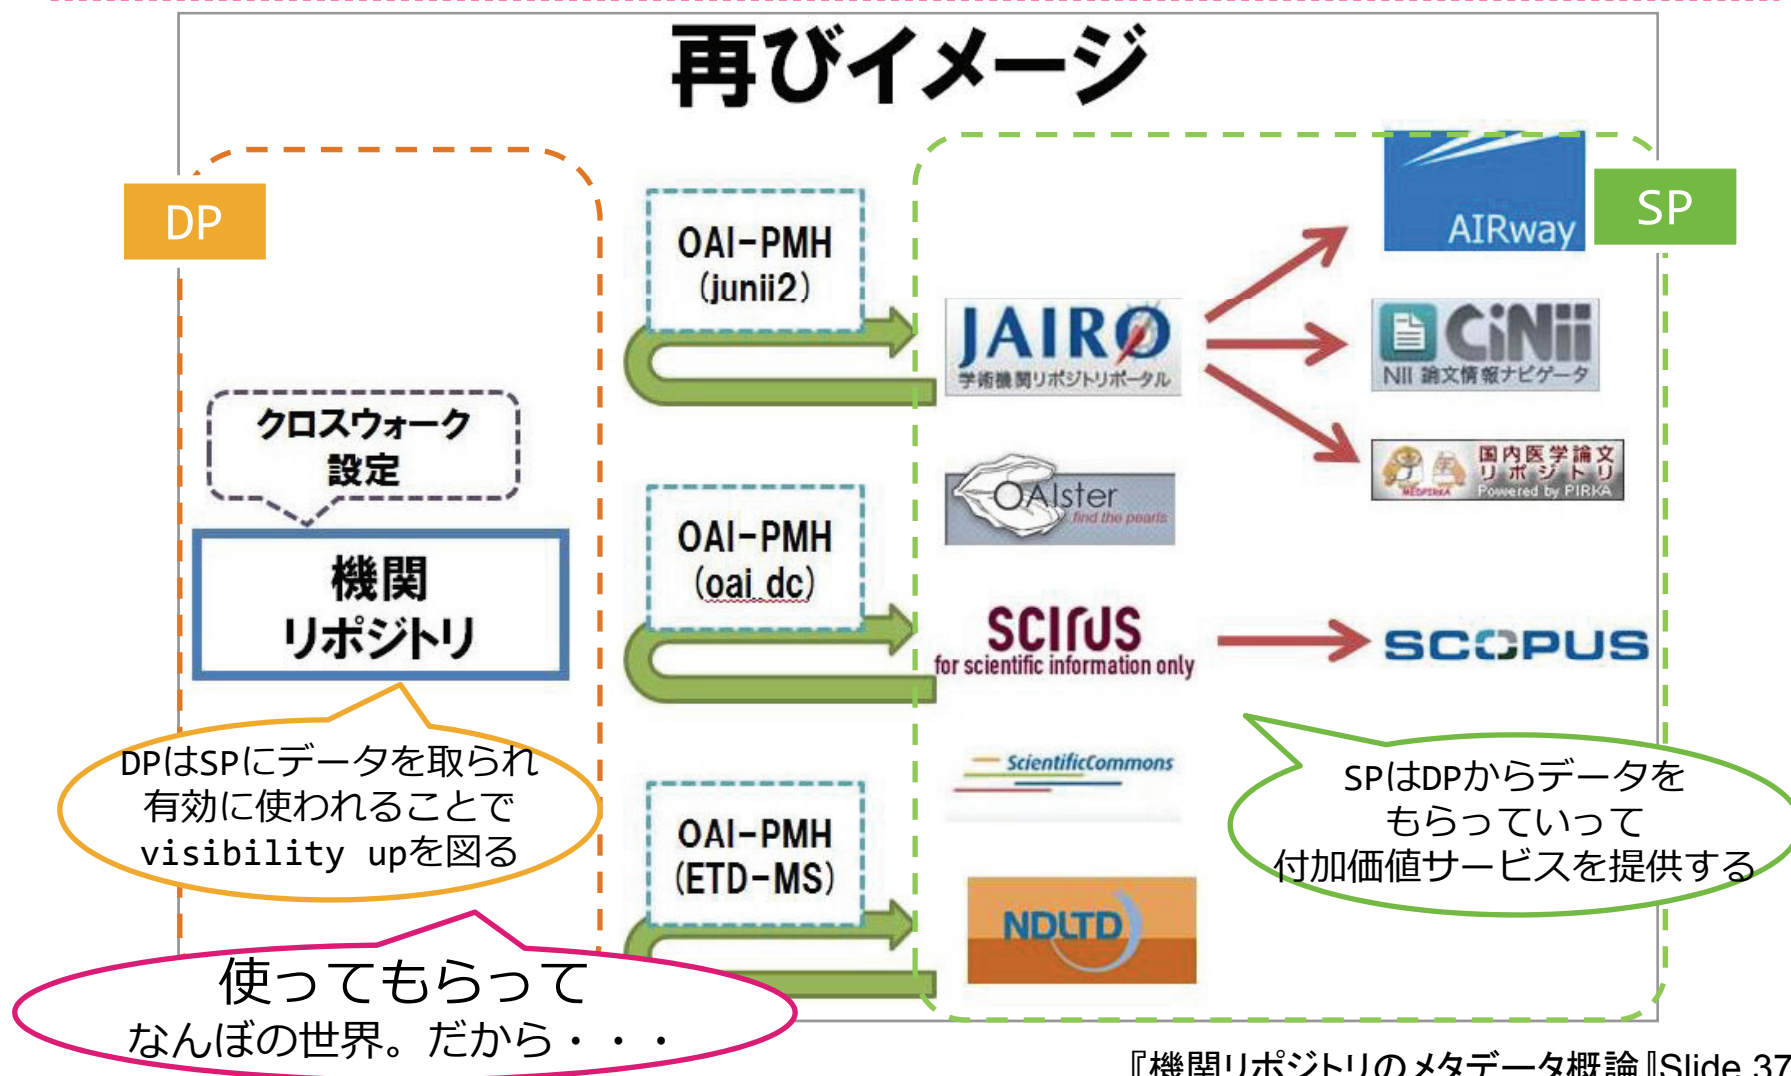 再びイメージ
DP
SP
クロスウォーク
設定
機関
リポジトリ
DPはSPにデータを取られ
有効に使われることで
visibility upを図る
使ってもらって
なんぼの世界。だから・・・
OAI-PMH
(junii2)
OAI-PMH
(oai_dc)
OAI-PMH
(ETD-MS)
JAIRO
学術機関リポジトリポータル
OAIster
find the pearls
SCIRUS
for scientific information only
ScientificCommons
NDLTD
AIRway
CiNii
NII 論文情報ナビゲータ
国内医学論文
リポジトリ
MEDPIRKA
Powered by PIRKA
SCOPUS
SPはDPからデータを
もらっていって
付加価値サービスを提供する
『機関リポジトリのメタデータ概論』Slide 37